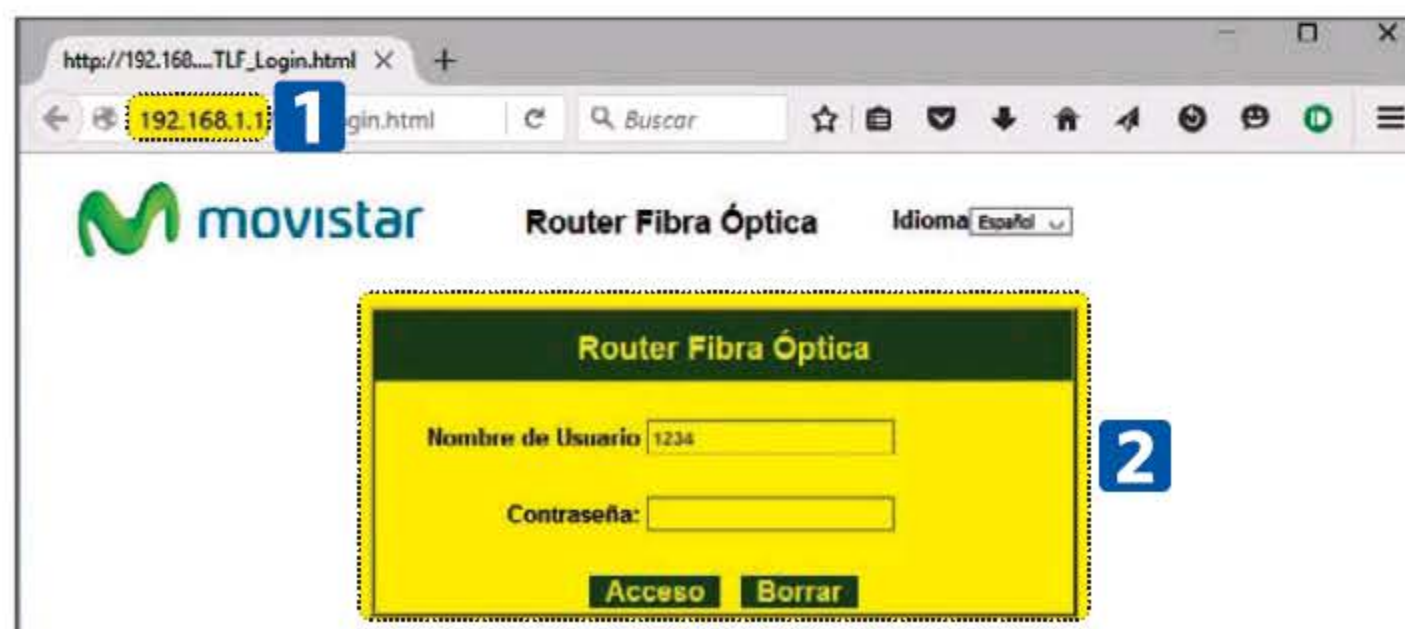 http://192.168....TLF_Login.html
192.168.1.1
1
gin.html
Buscar
movistar
Router Fibra Óptica
Idioma
Español
Router Fibra Óptica
Nombre de Usuario
1234
2
Contraseña:
Acceso
Borrar